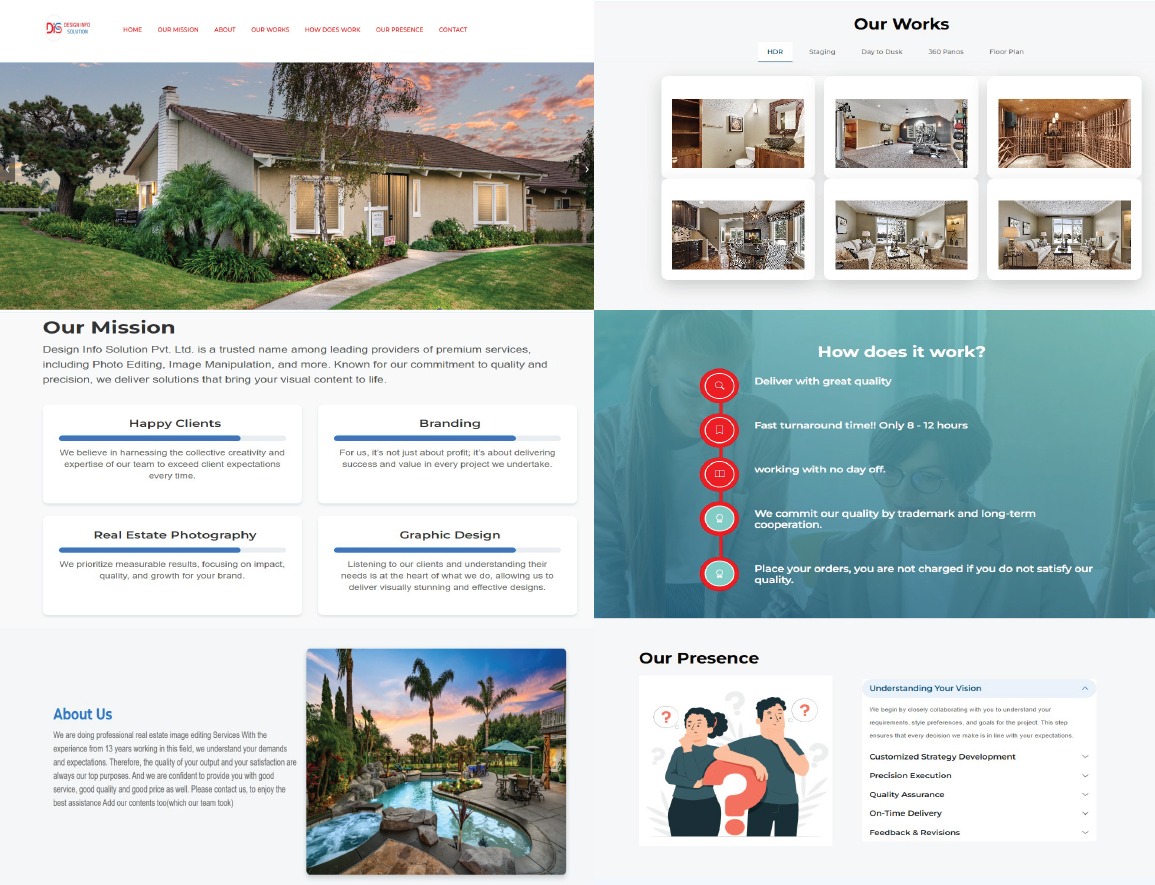 DIS DESIGN INFO
SOLUTION
HOME OUR MISSION ABOUT OUR WORKS HOW DOES WORK OUR PRESENCE CONTACT
Our Mission
Design Info Solution Pvt. Ltd. is a trusted name among leading providers of premium services,
including Photo Editing, Image Manipulation, and more. Known for our commitment to quality and
precision, we deliver solutions that bring your visual content to life.
Happy Clients
We believe in harnessing the collective creativity and
expertise of our team to exceed client expectations
every time.
Branding
For us, it's not just about profit; it's about delivering
success and value in every project we undertake.
Real Estate Photography
We prioritize measurable results, focusing on impact,
quality, and growth for your brand.
Graphic Design
Listening to our clients and understanding their
needs is at the heart of what we do, allowing us to
deliver visually stunning and effective designs.
About Us
We are doing professional real estate image editing Services With the
experience from 13 years working in this field, we understand your demands
and expectations. Therefore, the quality of your output and your satisfaction are
always our top purposes. And we are confident to provide you with good
service, good quality and good price as well. Please contact us, to enjoy the
best assistance Add our contents too(which our team took)
Our Works
HDR Staging Day to Dusk 360 Panos Floor Plan
How does it work?
Deliver with great quality
Fast turnaround time!! Only 8 - 12 hours
working with no day off.
We commit our quality by trademark and long-term
cooperation.
Place your orders, you are not charged if you do not satisfy our
quality.
Our Presence
? ? ?
Understanding Your Vision
We begin by closely collaborating with you to understand your
requirements, style preferences, and goals for the project. This step
ensures that every decision we make is in line with your expectations.
Customized Strategy Development
Precision Execution
Quality Assurance
On-Time Delivery
Feedback & Revisions